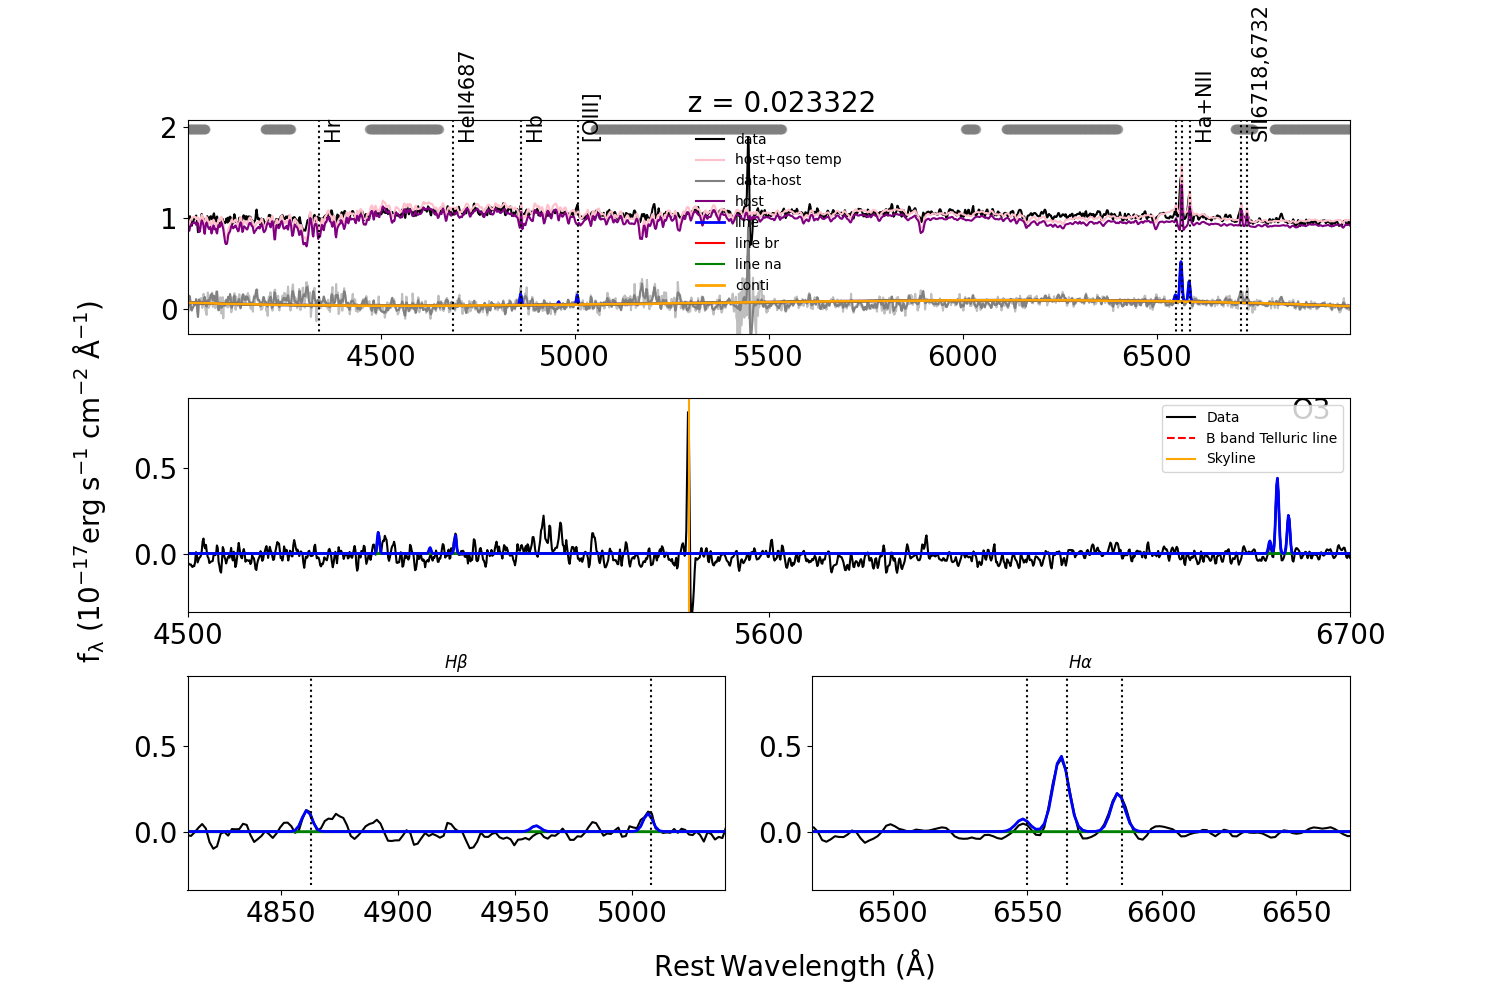 z = 0.023322
Hr
HeII4687
Hb
[OIII]
Ha+NII
SII6718,6732
data
host+qso temp
data-host
host
line
line br
line na
conti
2
1
0
4500 5000 5500 6000 6500
f_λ (10^−17 erg s^−1 cm^−2 Å^−1)
O3
Data
B band Telluric line
Skyline
0.5
0.0
4500 5600 6700
Hβ
0.5
0.0
4850 4900 4950 5000
Hα
0.5
0.0
6500 6550 6600 6650
Rest Wavelength (Å)